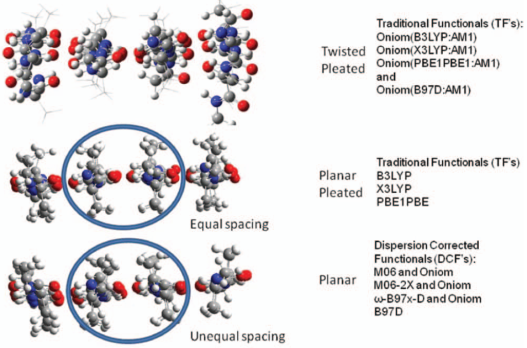 Traditional Functionals (TF's):
Oniom(B3LYP:AM1)
Oniom(X3LYP:AM1)
Oniom(PBE1PBE1:AM1)
and
Oniom(B97D:AM1)
Twisted
Pleated
Traditional Functionals (TF's)
B3LYP
X3LYP
PBE1PBE
Planar
Pleated
Equal spacing
Dispersion Corrected
Functionals (DCF's):
M06 and Oniom
M06-2X and Oniom
ω-B97x-D and Oniom
B97D
Planar
Unequal spacing